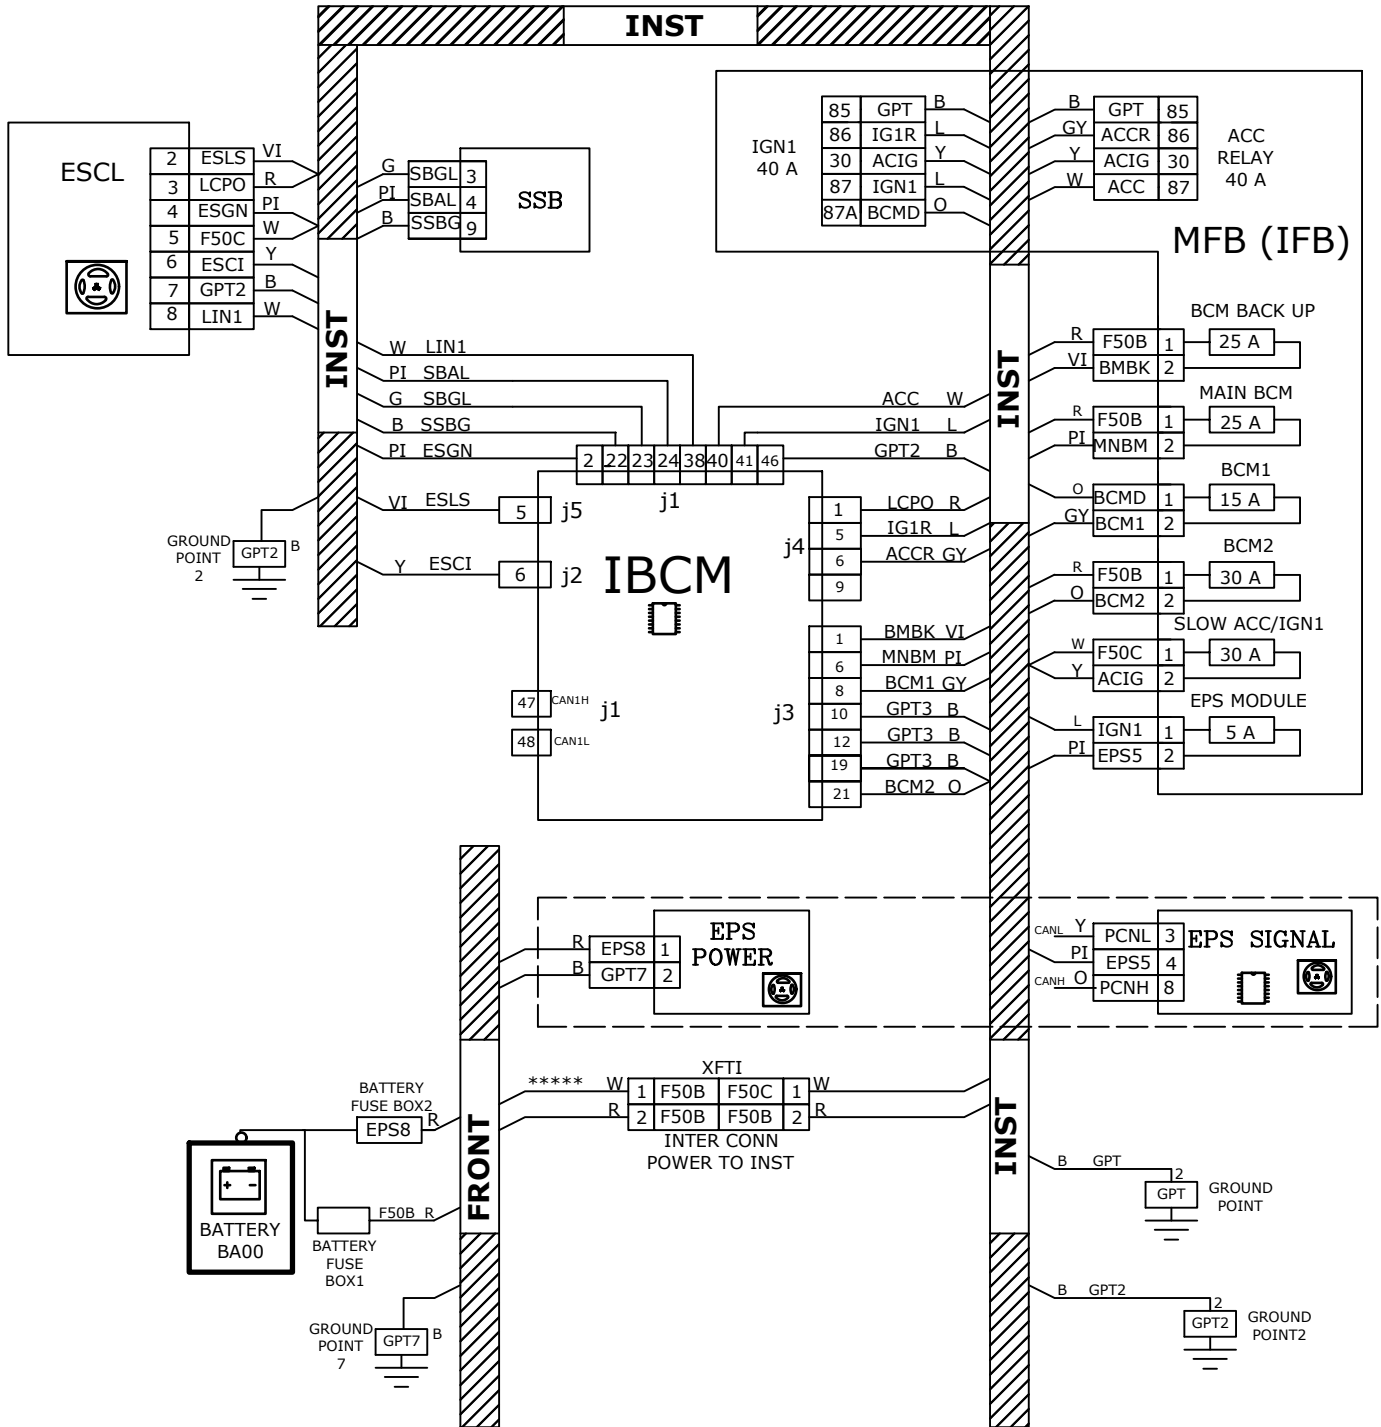 INST
ESCL
2 ESLS VI
3 LCPO R
4 ESGN PI
5 F50C W
6 ESCI Y
7 GPT2 B
8 LIN1 W
G SBGL 3
PI SBAL 4
B SSBG 9
SSB
IGN1
40 A
85 GPT B
86 IG1R L
30 ACIG Y
87 IGN1 L
87A BCMD O
B GPT 85
GY ACCR 86
Y ACIG 30
W ACC 87
ACC
RELAY
40 A
MFB (IFB)
INST
W LIN1
PI SBAL
G SBGL
B SSBG
PI ESGN
VI ESLS
Y ESCI
GROUND
POINT
2
GPT2 B
ACC W
IGN1 L
GPT2 B
2 22 23 24 38 40 41 46
j1
5 j5
6 j2
IBCM
47 CAN1H
48 CAN1L
j1
j4
1 LCPO R
5 IG1R L
6 ACCR GY
9
j3
1 BMBK VI
6 MNBM PI
8 BCM1 GY
10 GPT3 B
12 GPT3 B
19 GPT3 B
21 BCM2 O
INST
BCM BACK UP
R F50B 1 25 A
VI BMBK 2
MAIN BCM
R F50B 1 25 A
PI MNBM 2
BCM1
O BCMD 1 15 A
GY BCM1 2
BCM2
R F50B 1 30 A
O BCM2 2
SLOW ACC/IGN1
W F50C 1 30 A
Y ACIG 2
EPS MODULE
L IGN1 1 5 A
PI EPS5 2
R EPS8 1
B GPT7 2
EPS
POWER
CANL Y PCNL 3
PI EPS5 4
CANH O PCNH 8
EPS SIGNAL
XFTI
***** W 1 F50B F50C 1 W
R 2 F50B F50B 2 R
INTER CONN
POWER TO INST
FRONT
INST
BATTERY
FUSE BOX2
EPS8 R
+ -
BATTERY
BA00
F50B R
BATTERY
FUSE
BOX1
GROUND
POINT
7
GPT7 B
B GPT 2
GPT
GROUND
POINT
B GPT2 2
GPT2
GROUND
POINT2